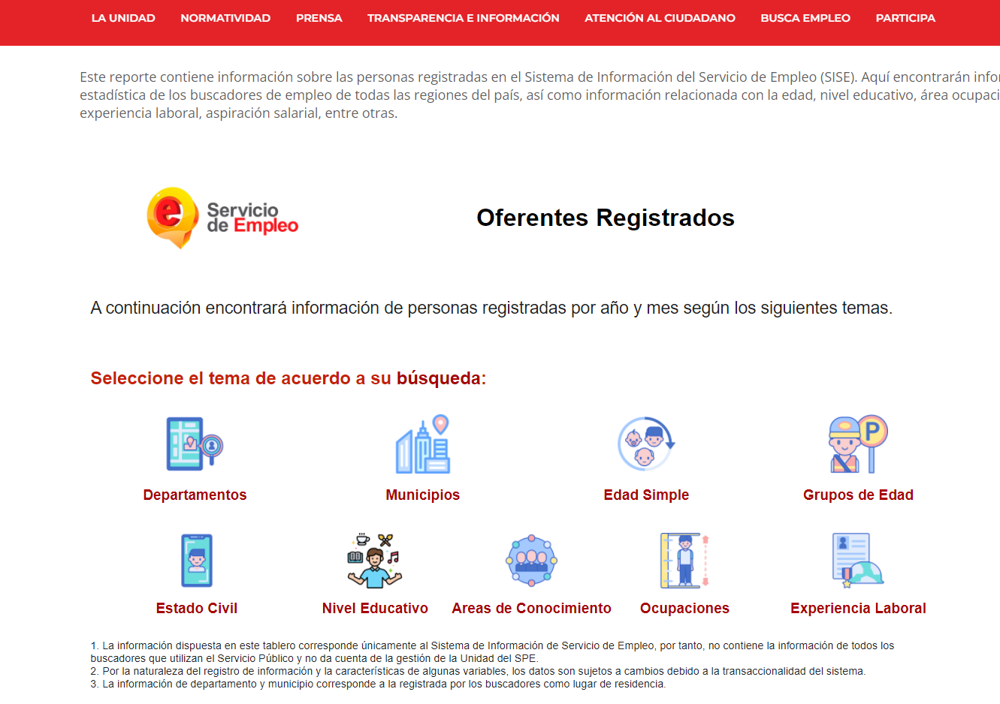 LA UNIDAD NORMATIVIDAD PRENSA TRANSPARENCIA E INFORMACIÓN ATENCIÓN AL CIUDADANO BUSCA EMPLEO PARTICIPA
Este reporte contiene información sobre las personas registradas en el Sistema de Información del Servicio de Empleo (SISE). Aquí encontrarán infor
estadística de los buscadores de empleo de todas las regiones del país, así como información relacionada con la edad, nivel educativo, área ocupaci
experiencia laboral, aspiración salarial, entre otras.
e Servicio
de Empleo
Oferentes Registrados
A continuación encontrará información de personas registradas por año y mes según los siguientes temas.
Seleccione el tema de acuerdo a su búsqueda:
P
Departamentos Municipios Edad Simple Grupos de Edad
Estado Civil Nivel Educativo Areas de Conocimiento Ocupaciones Experiencia Laboral
1. La información dispuesta en este tablero corresponde únicamente al Sistema de Información de Servicio de Empleo, por tanto, no contiene la información de todos los
buscadores que utilizan el Servicio Público y no da cuenta de la gestión de la Unidad del SPE.
2. Por la naturaleza del registro de información y la características de algunas variables, los datos son sujetos a cambios debido a la transaccionalidad del sistema.
3. La información de departamento y municipio corresponde a la registrada por los buscadores como lugar de residencia.